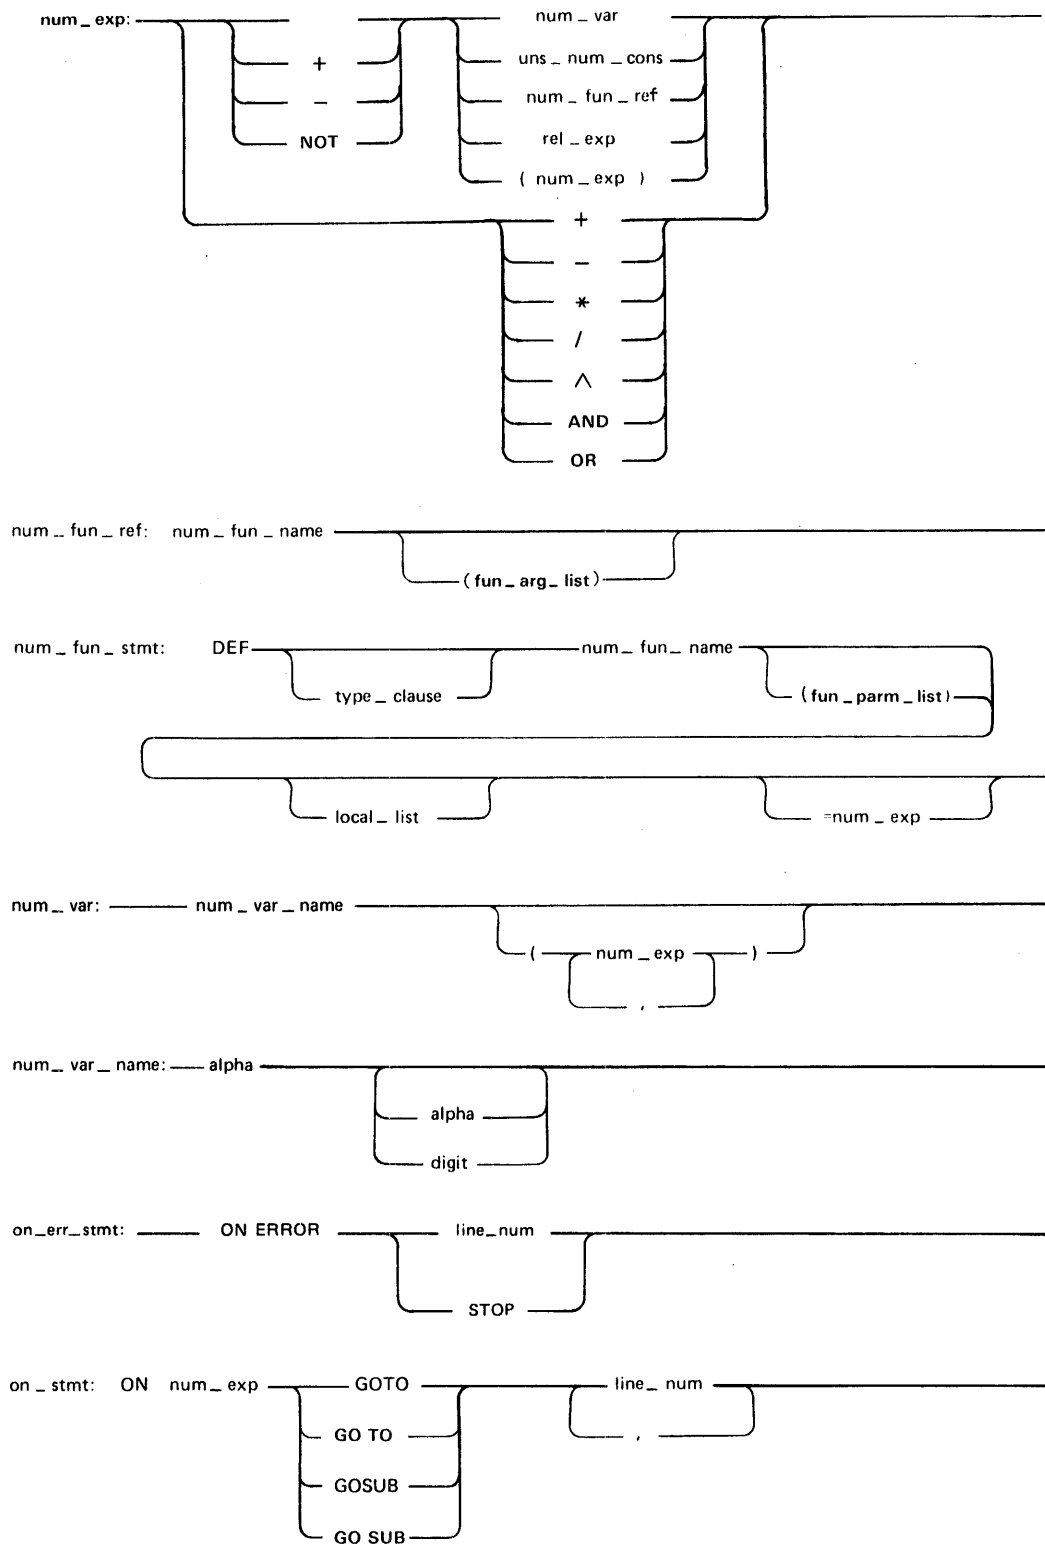 num_exp: num_var
+ uns_num_cons
- num_fun_ref
NOT rel_exp
( num_exp )
+
-
*
/
^
AND
OR
num_fun_ref: num_fun_name
(fun_arg_list)
num_fun_stmt: DEF num_fun_name
type_clause (fun_parm_list)
local_list =num_exp
num_var: num_var_name
( num_exp )
,
num_var_name: alpha
alpha
digit
on_err_stmt: ON ERROR line_num
STOP
on_stmt: ON num_exp GOTO line_num
GO TO ,
GOSUB
GO SUB